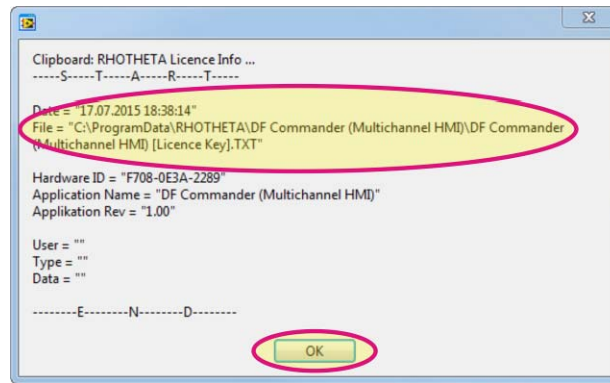 Clipboard: RHOTHETA Licence Info ...
-----S-----T-----A-----R-----T-----
Date = "17.07.2015 18:38:14"
File = "C:\ProgramData\RHOTHETA\DF Commander (Multichannel HMI)\DF Commander
(Multichannel HMI) [Licence Key].TXT"
Hardware ID = "F708-0E3A-2289"
Application Name = "DF Commander (Multichannel HMI)"
Applikation Rev = "1.00"
User = ""
Type = ""
Data = ""
--------E--------N--------D--------
OK